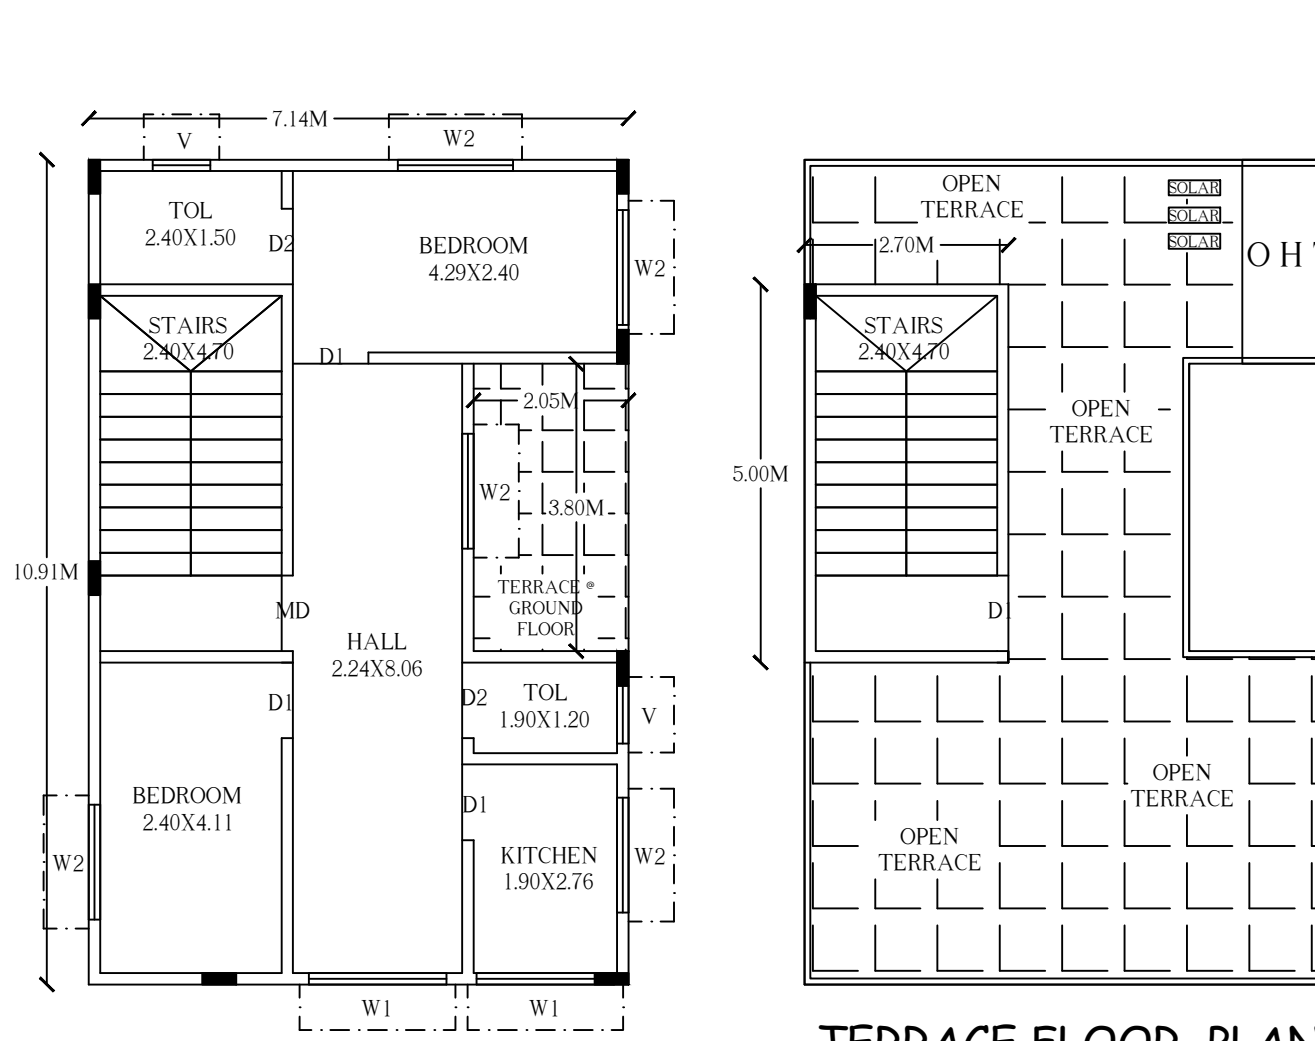 7.14M
V
W2
TOL
2.40X1.50
D2
BEDROOM
4.29X2.40
W2
STAIRS
2.40X4.70
D1
2.05M
W2
3.80M
10.91M
TERRACE @
GROUND
FLOOR
MD
HALL
2.24X8.06
D1
D2
TOL
1.90X1.20
V
BEDROOM
2.40X4.11
D1
W2
KITCHEN
1.90X2.76
W2
W1
W1
OPEN
TERRACE
SOLAR
SOLAR
SOLAR
2.70M
STAIRS
2.40X4.70
OPEN
TERRACE
5.00M
D1
OPEN
TERRACE
OPEN
TERRACE
TERRACE FLOOR PLAN